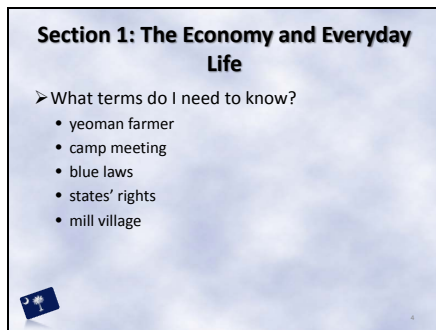 Section 1: The Economy and Everyday
Life
➢What terms do I need to know?
• yeoman farmer
• camp meeting
• blue laws
• states’ rights
• mill village
4